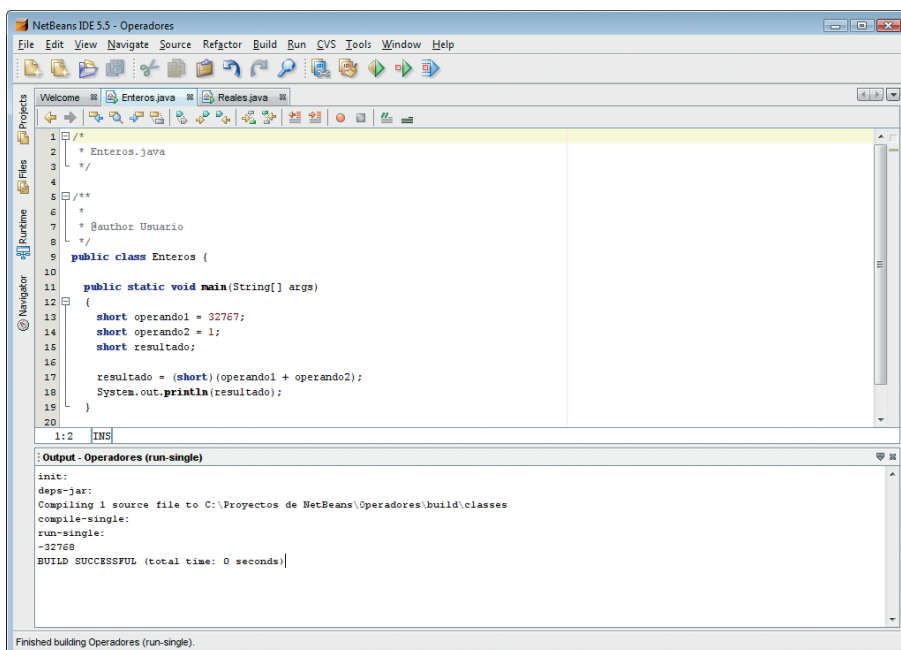 NetBeans IDE 5.5 - Operadores
File Edit View Navigate Source Refactor Build Run CVS Tools Window Help
Welcome Enteros.java Reales.java
Projects
Files
Runtime
Navigator
1 /*
2 * Enteros.java
3 */
4
5 /**
6 *
7 * @author Usuario
8 */
9 public class Enteros {
10
11 public static void main(String[] args)
12 {
13 short operando1 = 32767;
14 short operando2 = 1;
15 short resultado;
16
17 resultado = (short)(operando1 + operando2);
18 System.out.println(resultado);
19 }
20
1:2 INS
Output - Operadores (run-single)
init:
deps-jar:
Compiling 1 source file to C:\Proyectos de NetBeans\Operadores\build\classes
compile-single:
run-single:
-32768
BUILD SUCCESSFUL (total time: 0 seconds)
Finished building Operadores (run-single).